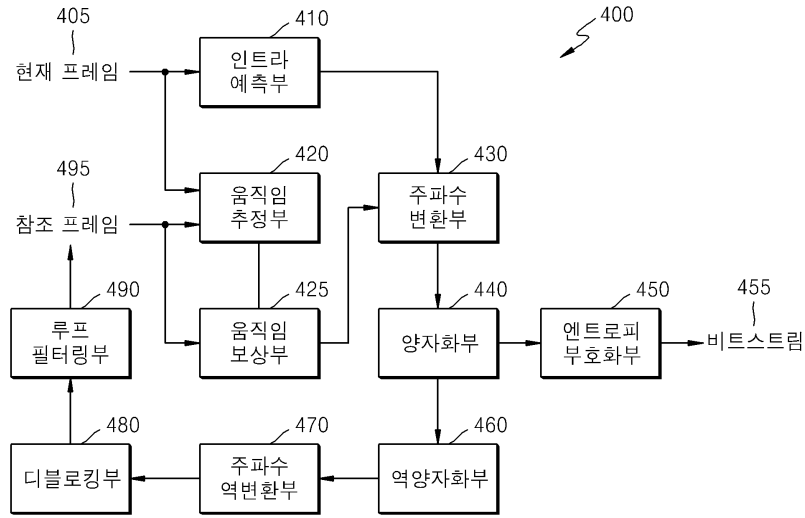 405
현재 프레임
410
인트라
예측부
400
495
참조 프레임
420
움직임
추정부
430
주파수
변환부
490
루프
필터링부
425
움직임
보상부
440
양자화부
450
엔트로피
부호화부
455
비트스트림
480
디블로킹부
470
주파수
역변환부
460
역양자화부